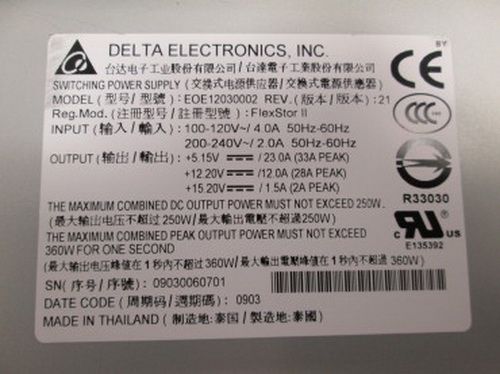 DELTA ELECTRONICS, INC.
台达电子工业股份有限公司／台達電子工業股份有限公司
SWITCHING POWER SUPPLY（交换式电源供应器／交換式電源供應器）
MODEL（型号／型號）：EOE12030002 REV.（版本／版本）：21
Reg.Mod.（注册型号／註冊型號）：FlexStor II
INPUT（输入／輸入）：100-120V~/ 4.0A 50Hz-60Hz
200-240V~/ 2.0A 50Hz-60Hz
OUTPUT（输出／輸出）：+5.15V⎓/23.0A (33A PEAK)
+12.20V⎓/12.0A (28A PEAK)
+15.20V⎓/1.5A (2A PEAK)
THE MAXIMUM COMBINED DC OUTPUT POWER MUST NOT EXCEED 250W.
（最大输出电压不超过 250W／最大輸出電壓不超過 250W）
THE MAXIMUM COMBINED PEAK OUTPUT POWER MUST NOT EXCEED
360W FOR ONE SECOND
（最大输出电压峰值在 1 秒内不超过 360W／最大輸出電壓峰值在 1 秒內不超過 360W）
SN（序号／序號）：09030060701
DATE CODE（周期码／週期碼）：0903
MADE IN THAILAND（制造地:泰国／製造地:泰國）
CCC
R33030
C RU US
E135392